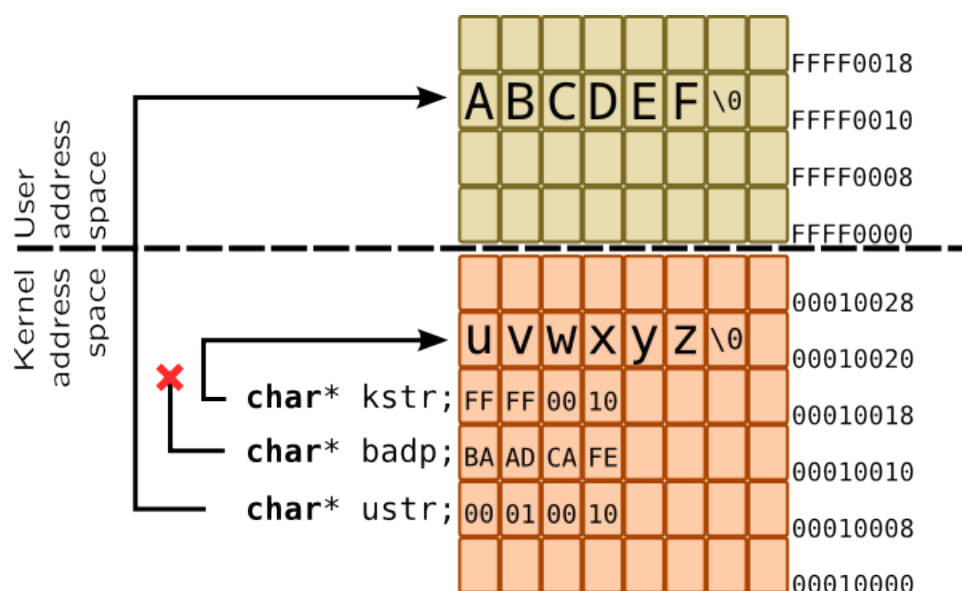 FFFF0018
A B C D E F \0
FFFF0010
FFFF0008
FFFF0000
User
address
space
Kernel
address
space
00010028
u v w x y z \0
00010020
char* kstr; FF FF 00 10
00010018
char* badp; BA AD CA FE
00010010
char* ustr; 00 01 00 10
00010008
00010000